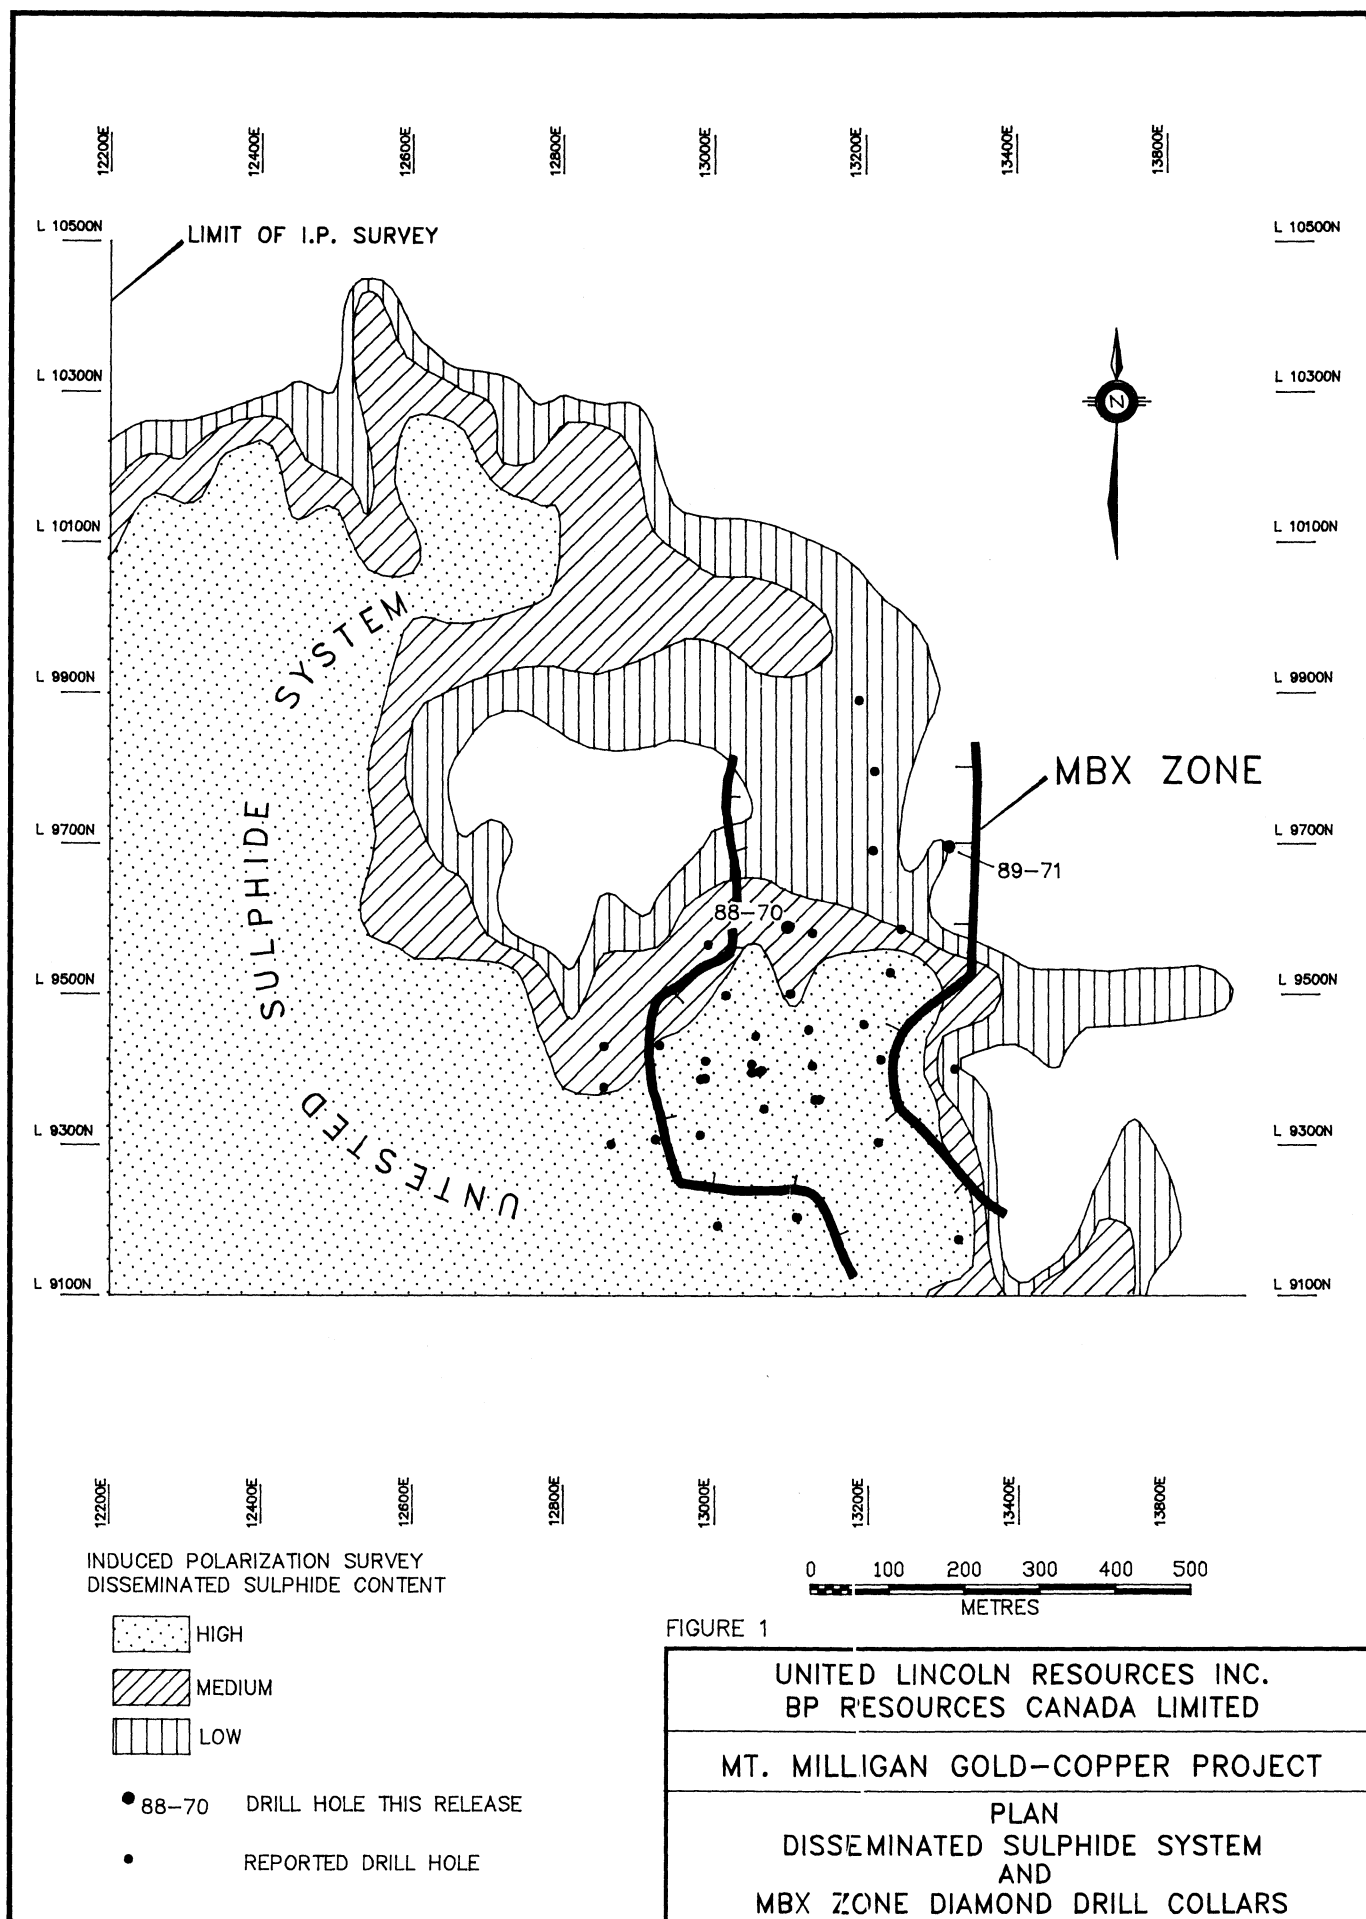 12200E
12400E
12600E
12800E
13000E
13200E
13400E
13800E
L 10500N
L 10500N
LIMIT OF I.P. SURVEY
L 10300N
L 10300N
N
L 10100N
L 10100N
SYSTEM
L 9900N
L 9900N
MBX ZONE
SULPHIDE
L 9700N
L 9700N
89-71
88-70
L 9500N
L 9500N
UNTESTED
L 9300N
L 9300N
L 9100N
L 9100N
12200E
12400E
12600E
12800E
13000E
13200E
13400E
13800E
INDUCED POLARIZATION SURVEY
DISSEMINATED SULPHIDE CONTENT
HIGH
MEDIUM
LOW
88-70 DRILL HOLE THIS RELEASE
REPORTED DRILL HOLE
0 100 200 300 400 500
METRES
FIGURE 1
UNITED LINCOLN RESOURCES INC.
BP RESOURCES CANADA LIMITED
MT. MILLIGAN GOLD-COPPER PROJECT
PLAN
DISSEMINATED SULPHIDE SYSTEM
AND
MBX ZONE DIAMOND DRILL COLLARS